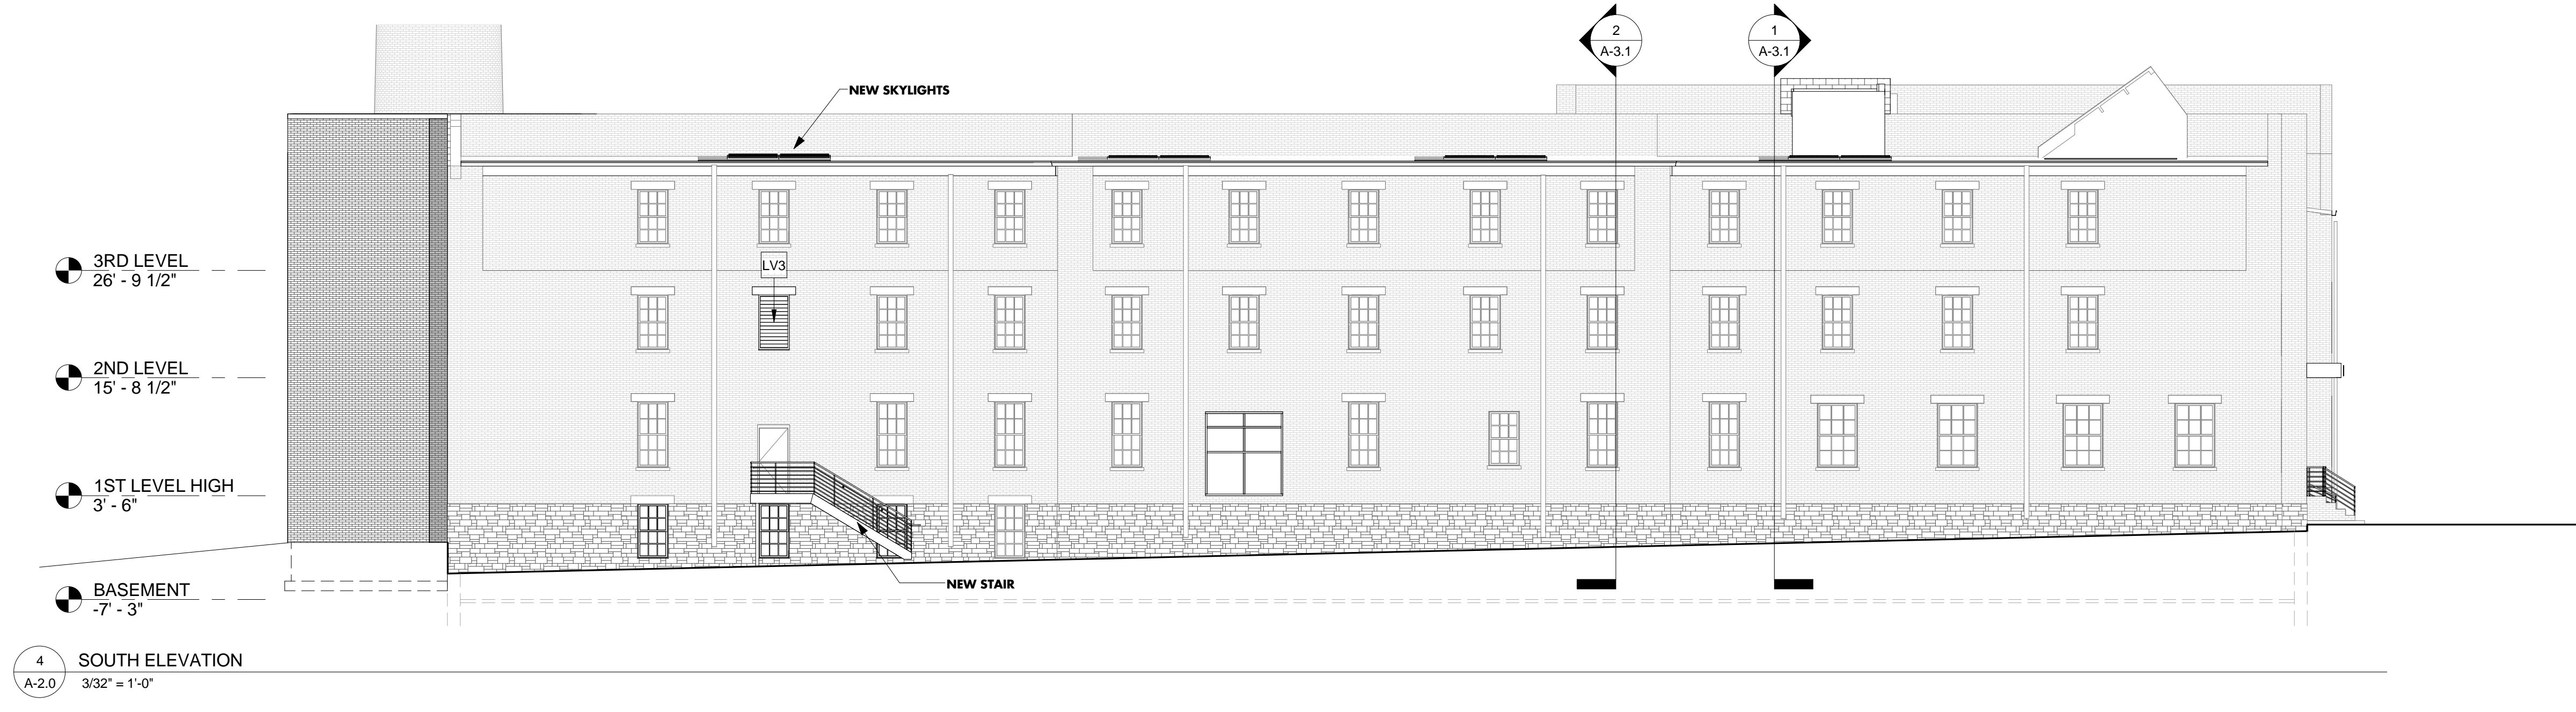 2
A-3.1
1
A-3.1
NEW SKYLIGHTS
3RD LEVEL
26' - 9 1/2"
LV3
2ND LEVEL
15' - 8 1/2"
1ST LEVEL HIGH
3' - 6"
NEW STAIR
BASEMENT
-7' - 3"
4
A-2.0
SOUTH ELEVATION
3/32" = 1'-0"